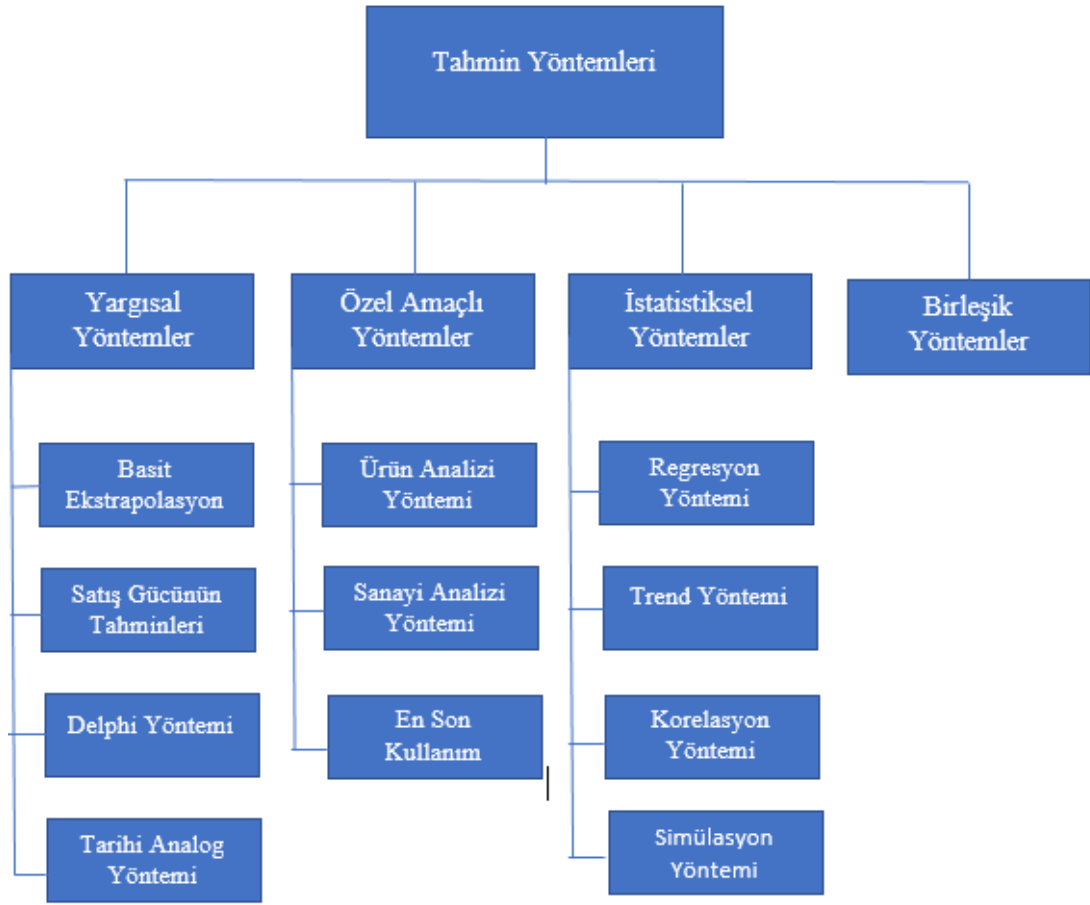 Tahmin Yöntemleri
Yargısal
Yöntemler
Özel Amaçlı
Yöntemler
İstatistiksel
Yöntemler
Birleşik
Yöntemler
Basit
Ekstrapolasyon
Satış Gücünün
Tahminleri
Delphi Yöntemi
Tarihi Analog
Yöntemi
Ürün Analizi
Yöntemi
Sanayi Analizi
Yöntemi
En Son
Kullanım
Regresyon
Yöntemi
Trend Yöntemi
Korelasyon
Yöntemi
Simülasyon
Yöntemi